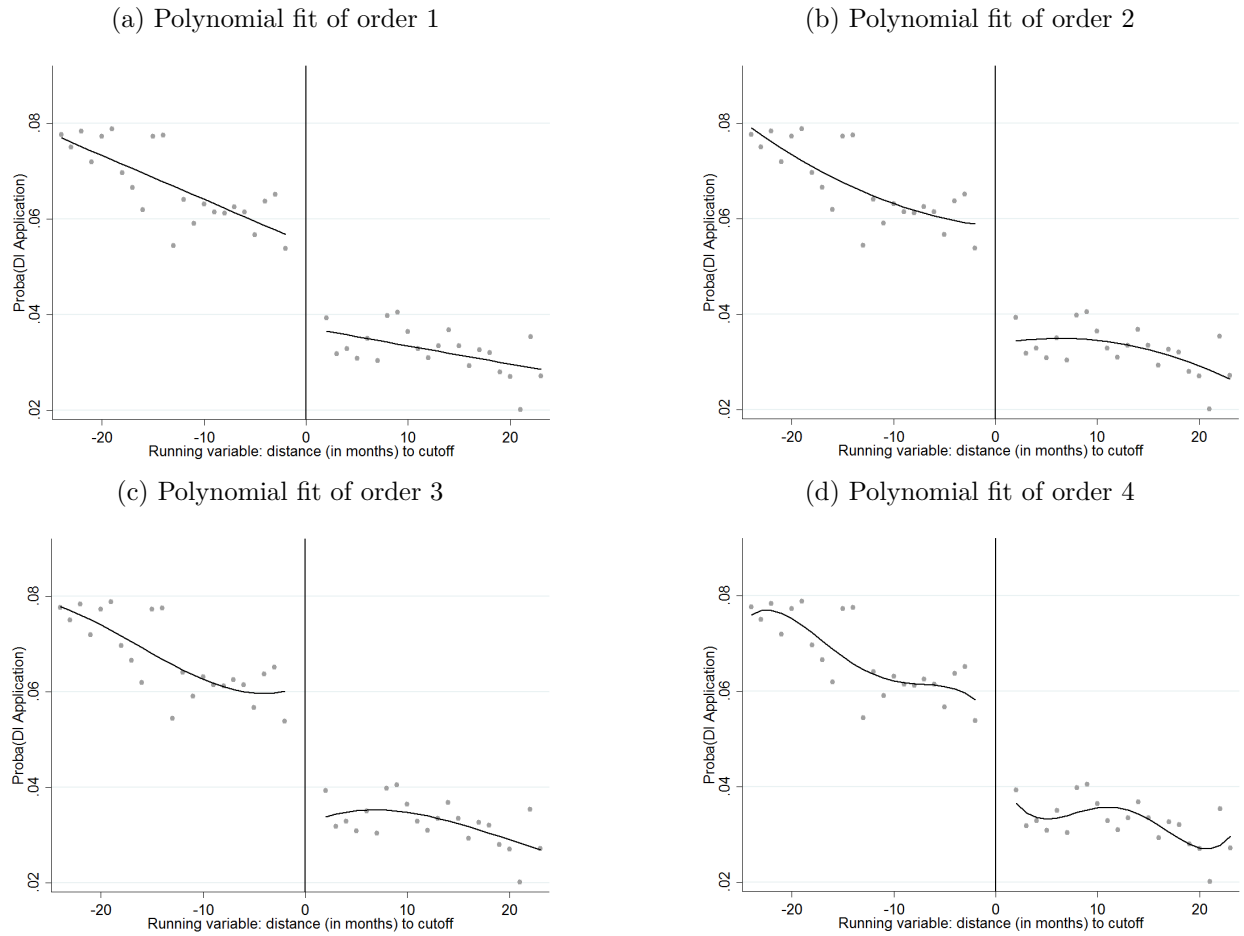 (a) Polynomial fit of order 1
.08
.06
.04
.02
Proba(DI Application)
-20 -10 0 10 20
Running variable: distance (in months) to cutoff
(b) Polynomial fit of order 2
.08
.06
.04
.02
Proba(DI Application)
-20 -10 0 10 20
Running variable: distance (in months) to cutoff
(c) Polynomial fit of order 3
.08
.06
.04
.02
Proba(DI Application)
-20 -10 0 10 20
Running variable: distance (in months) to cutoff
(d) Polynomial fit of order 4
.08
.06
.04
.02
Proba(DI Application)
-20 -10 0 10 20
Running variable: distance (in months) to cutoff